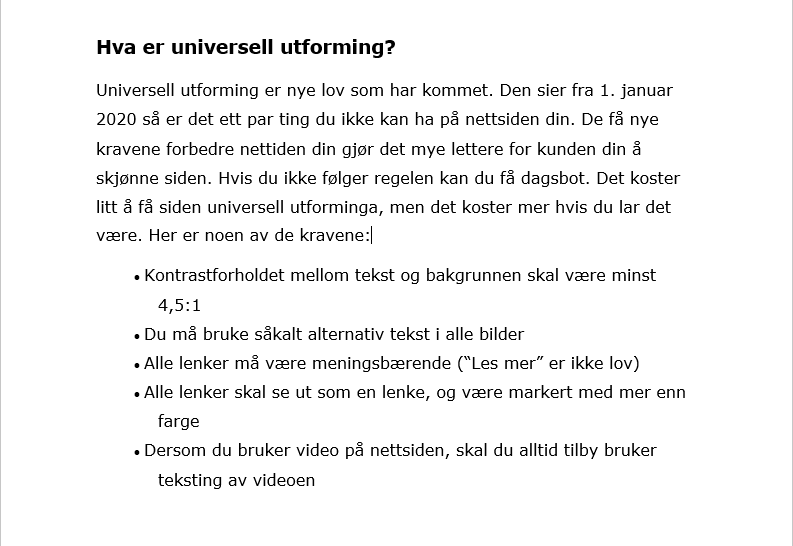 Hva er universell utforming?
Universell utforming er nye lov som har kommet. Den sier fra 1. januar
2020 så er det ett par ting du ikke kan ha på nettsiden din. De få nye
kravene forbedre nettiden din gjør det mye lettere for kunden din å
skjønne siden. Hvis du ikke følger regelen kan du få dagsbot. Det koster
litt å få siden universell utforminga, men det koster mer hvis du lar det
være. Her er noen av de kravene:
• Kontrastforholdet mellom tekst og bakgrunnen skal være minst
4,5:1
• Du må bruke såkalt alternativ tekst i alle bilder
• Alle lenker må være meningsbærende (“Les mer” er ikke lov)
• Alle lenker skal se ut som en lenke, og være markert med mer enn
farge
• Dersom du bruker video på nettsiden, skal du alltid tilby bruker
teksting av videoen